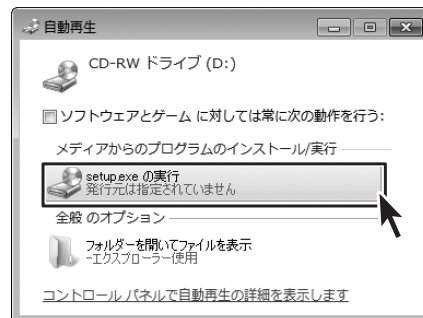 自動再生
CD-RW ドライブ (D:)
ソフトウェアとゲーム に対しては常に次の動作を行う:
メディアからのプログラムのインストール/実行
setup.exe の実行
発行元は指定されていません
全般 のオプション
フォルダーを開いてファイルを表示
-エクスプローラー使用
コントロール パネルで自動再生の詳細を表示します